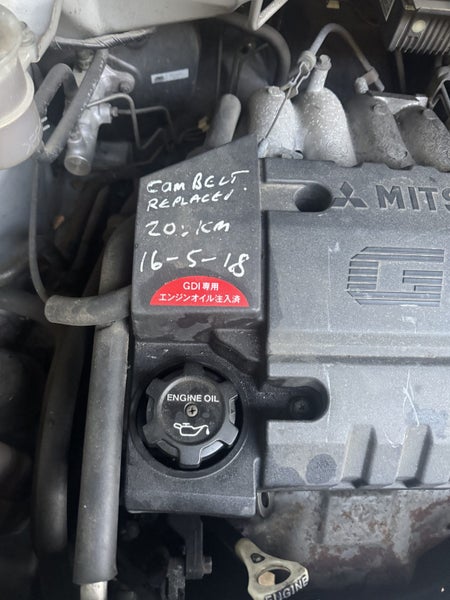 Cam BELT
REPLACED
20. Km
16-5-18
GDI専用
エンジンオイル注入済
MITS
G
ENGINE OIL
ENGINE